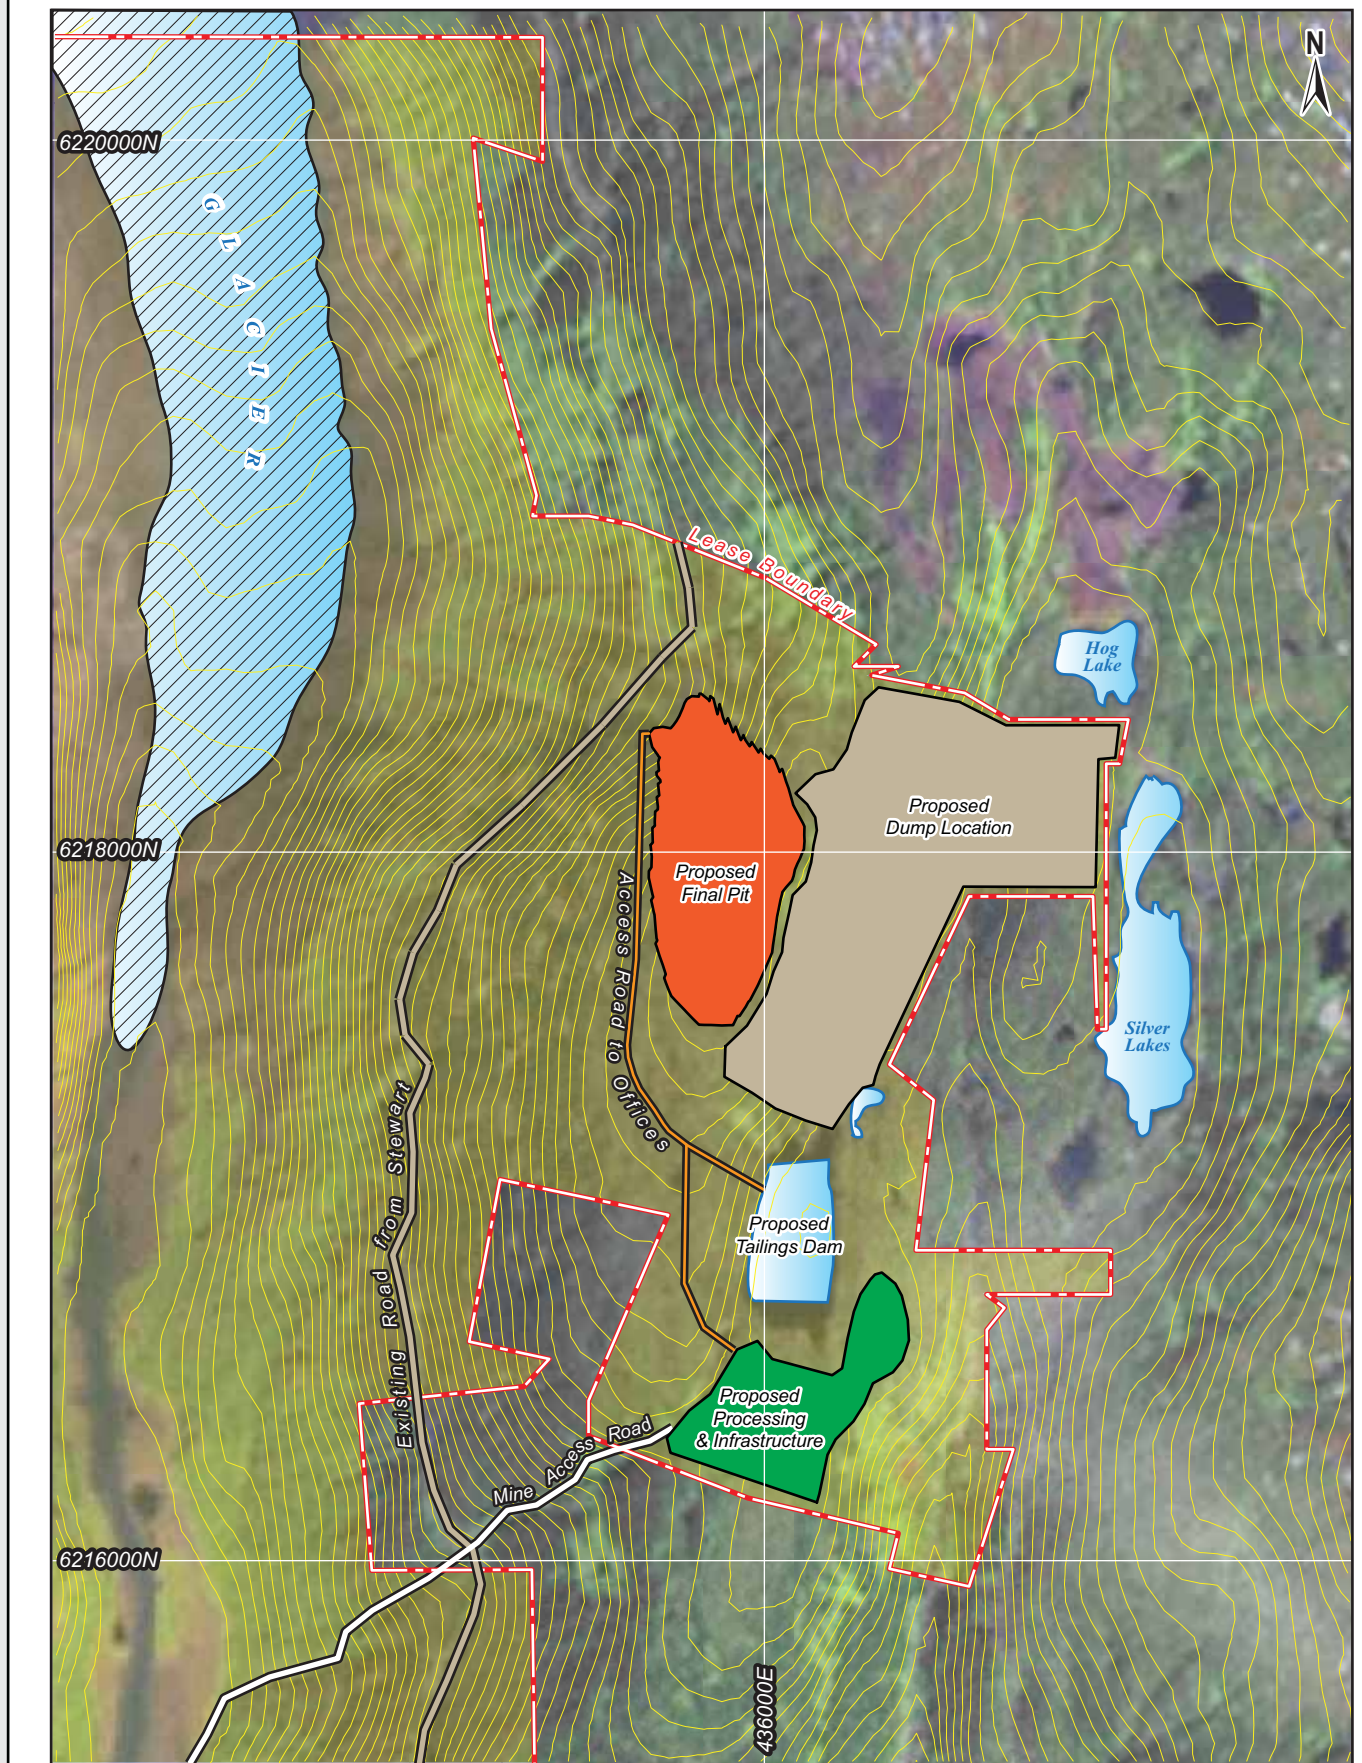 N
6220000N
GLACIER
Lease Boundary
Hog
Lake
Proposed
Dump Location
6218000N
Proposed
Final Pit
Access Road to Offices
Silver
Lakes
Existing Road from Stewart
Proposed
Tailings Dam
Proposed
Processing
& Infrastructure
Mine Access Road
6216000N
436000E